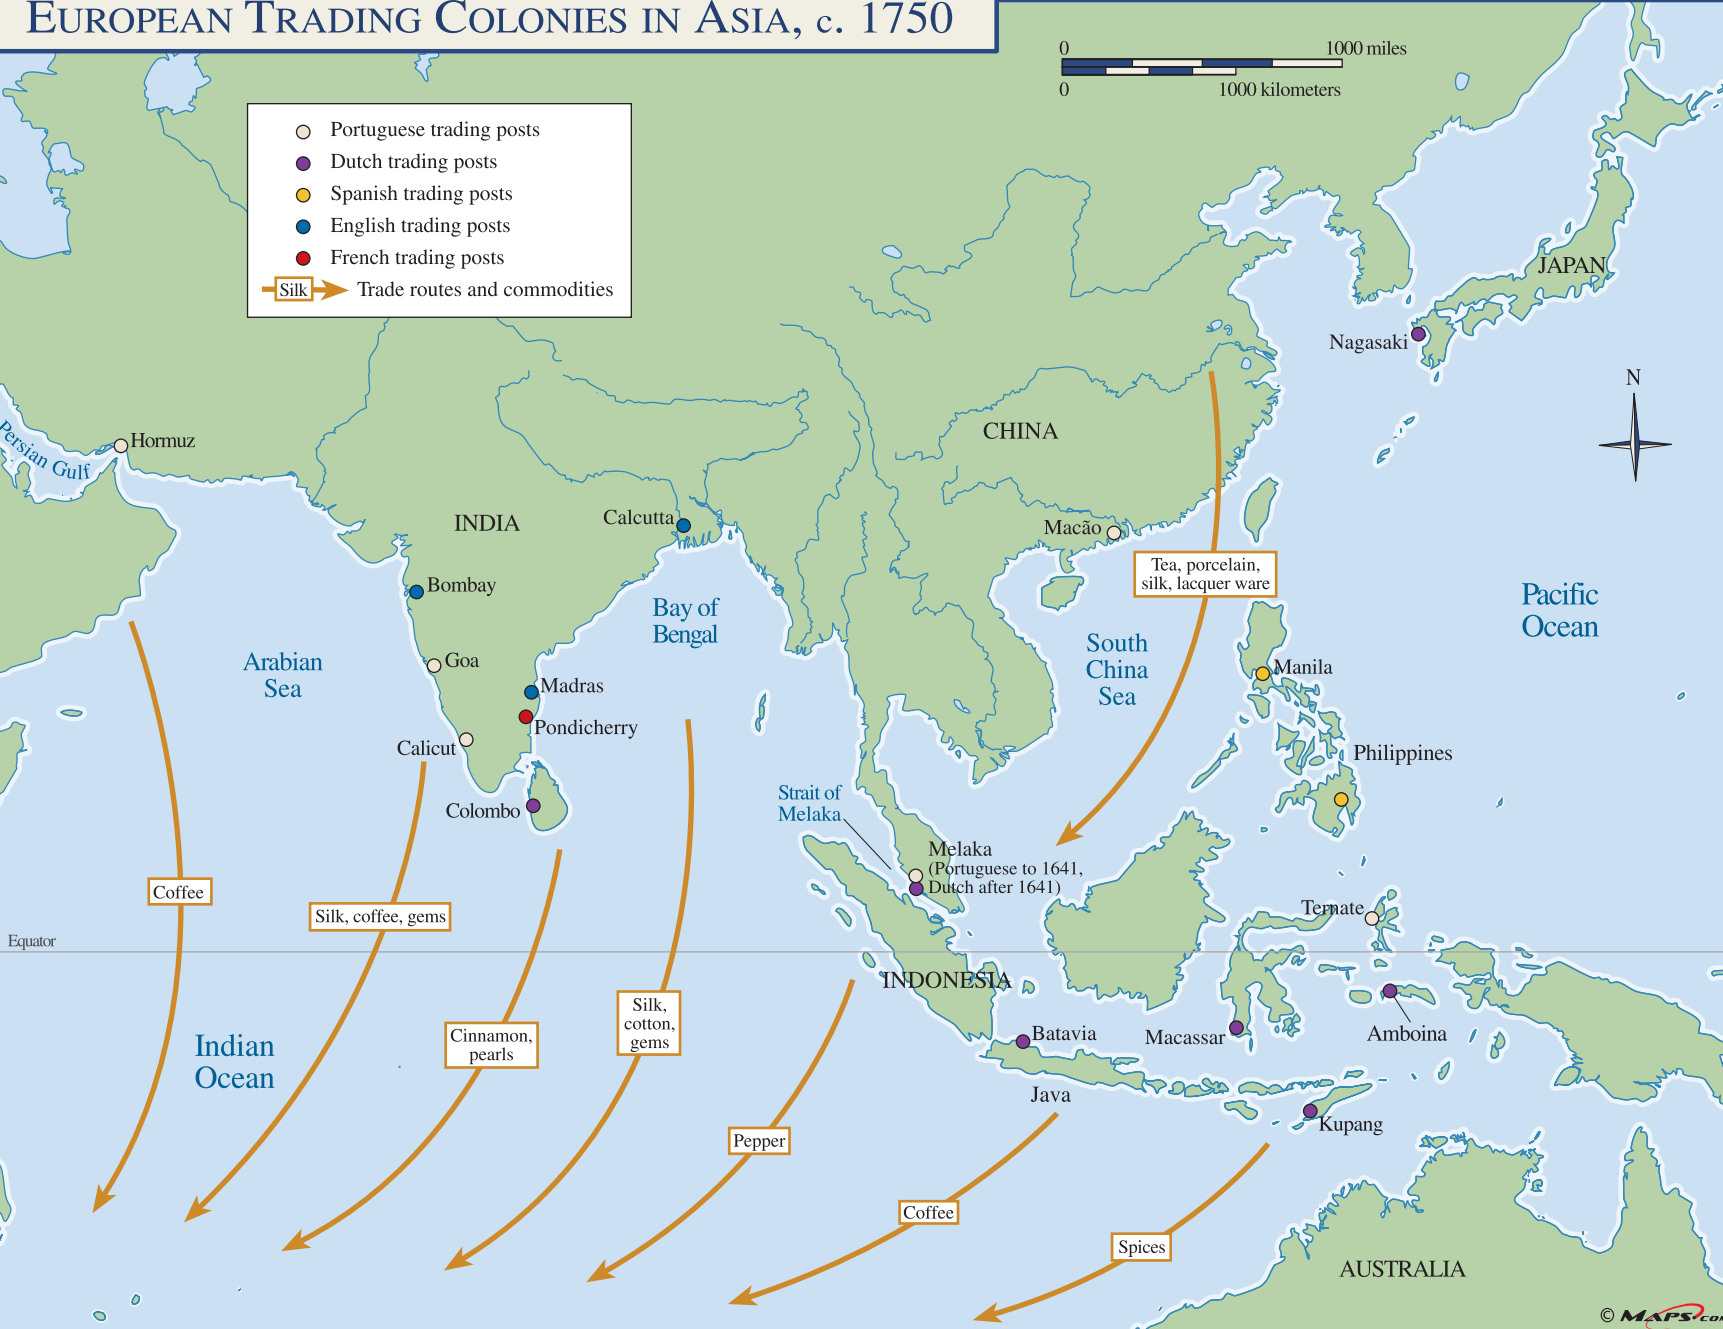 EUROPEAN TRADING COLONIES IN ASIA, c. 1750
0 1000 miles
0 1000 kilometers
Portuguese trading posts
Dutch trading posts
Spanish trading posts
English trading posts
French trading posts
Silk Trade routes and commodities
JAPAN
Nagasaki
N
CHINA
Persian Gulf
Hormuz
INDIA
Calcutta
Macão
Tea, porcelain,
silk, lacquer ware
Bombay
Bay of
Bengal
Pacific
Ocean
Arabian
Sea
Goa
South
China
Sea
Manila
Madras
Pondicherry
Calicut
Philippines
Colombo
Strait of
Melaka
Melaka
(Portuguese to 1641,
Dutch after 1641)
Coffee
Silk, coffee, gems
Ternate
Equator
INDONESIA
Silk,
cotton,
gems
Cinnamon,
pearls
Indian
Ocean
Batavia
Macassar
Amboina
Java
Kupang
Pepper
Coffee
Spices
AUSTRALIA
© MAPS.com